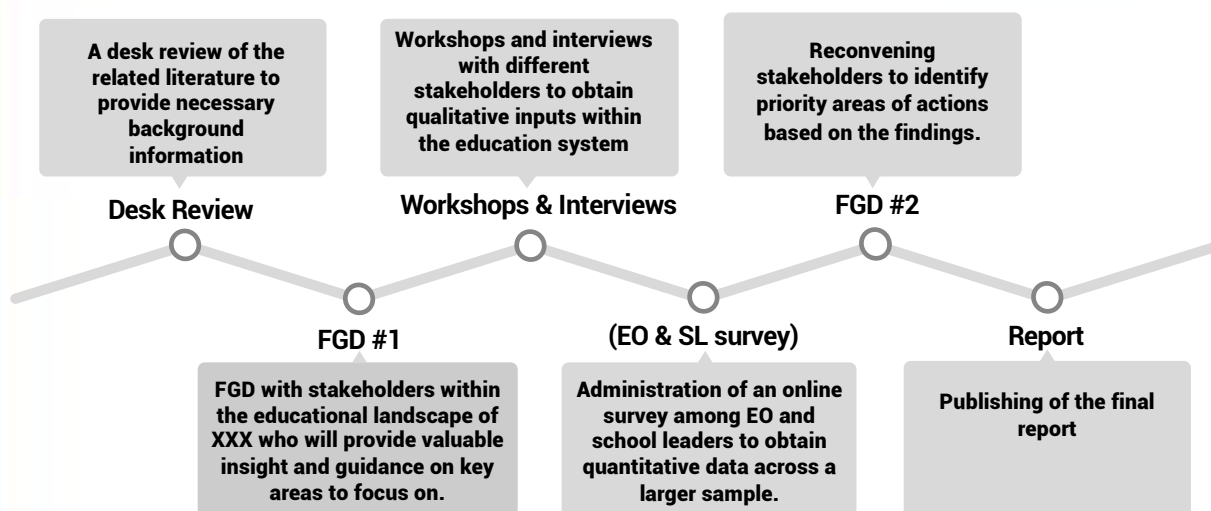 A desk review of the
related literature to
provide necessary
background
information
Desk Review
FGD #1
FGD with stakeholders within
the educational landscape of
XXX who will provide valuable
insight and guidance on key
areas to focus on.
Workshops and interviews
with different
stakeholders to obtain
qualitative inputs within
the education system
Workshops & Interviews
(EO & SL survey)
Administration of an online
survey among EO and
school leaders to obtain
quantitative data across a
larger sample.
Reconvening
stakeholders to identify
priority areas of actions
based on the findings.
FGD #2
Report
Publishing of the final
report